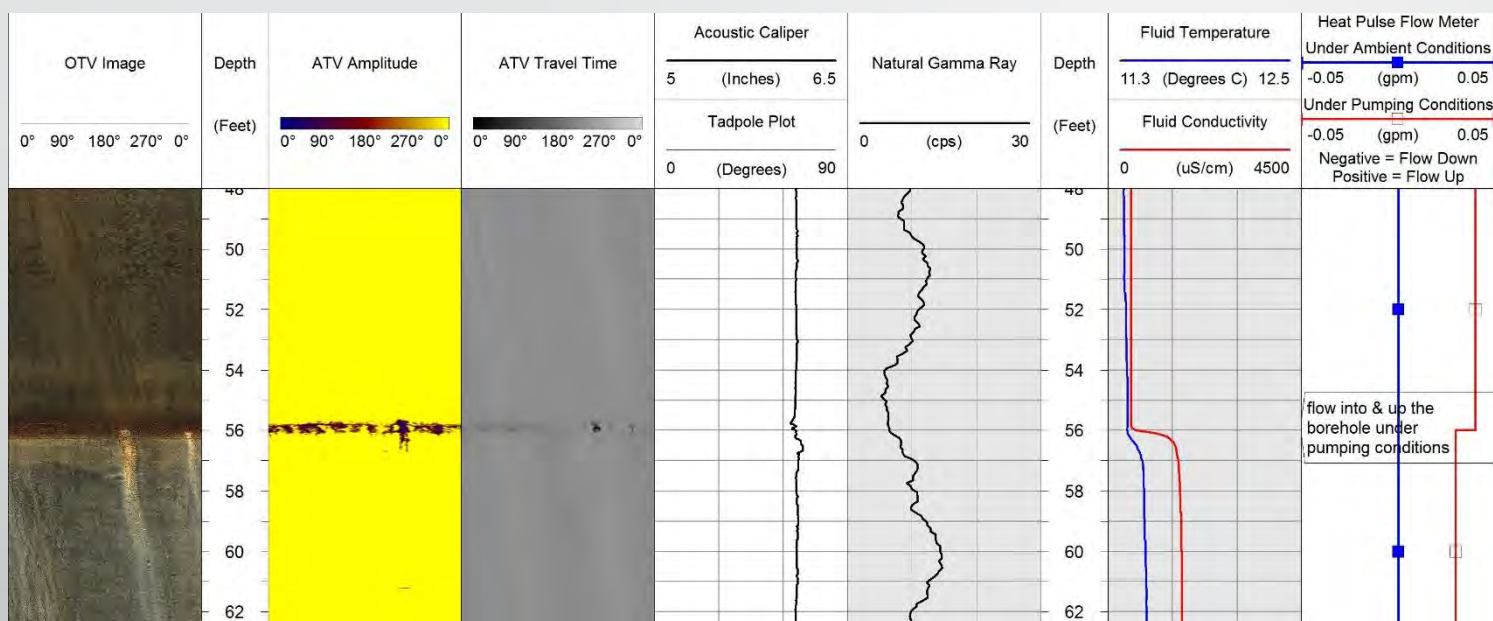 OTV Image
0° 90° 180° 270° 0°
Depth
(Feet)
ATV Amplitude
0° 90° 180° 270° 0°
ATV Travel Time
0° 90° 180° 270° 0°
Acoustic Caliper
5 (Inches) 6.5
Tadpole Plot
0 (Degrees) 90
Natural Gamma Ray
0 (cps) 30
Depth
(Feet)
Fluid Temperature
11.3 (Degrees C) 12.5
Fluid Conductivity
0 (uS/cm) 4500
Heat Pulse Flow Meter
Under Ambient Conditions
-0.05 (gpm) 0.05
Under Pumping Conditions
-0.05 (gpm) 0.05
Negative = Flow Down
Positive = Flow Up
48
50
52
54
56
58
60
62
48
50
52
54
56
58
60
62
flow into & up the
borehole under
pumping conditions